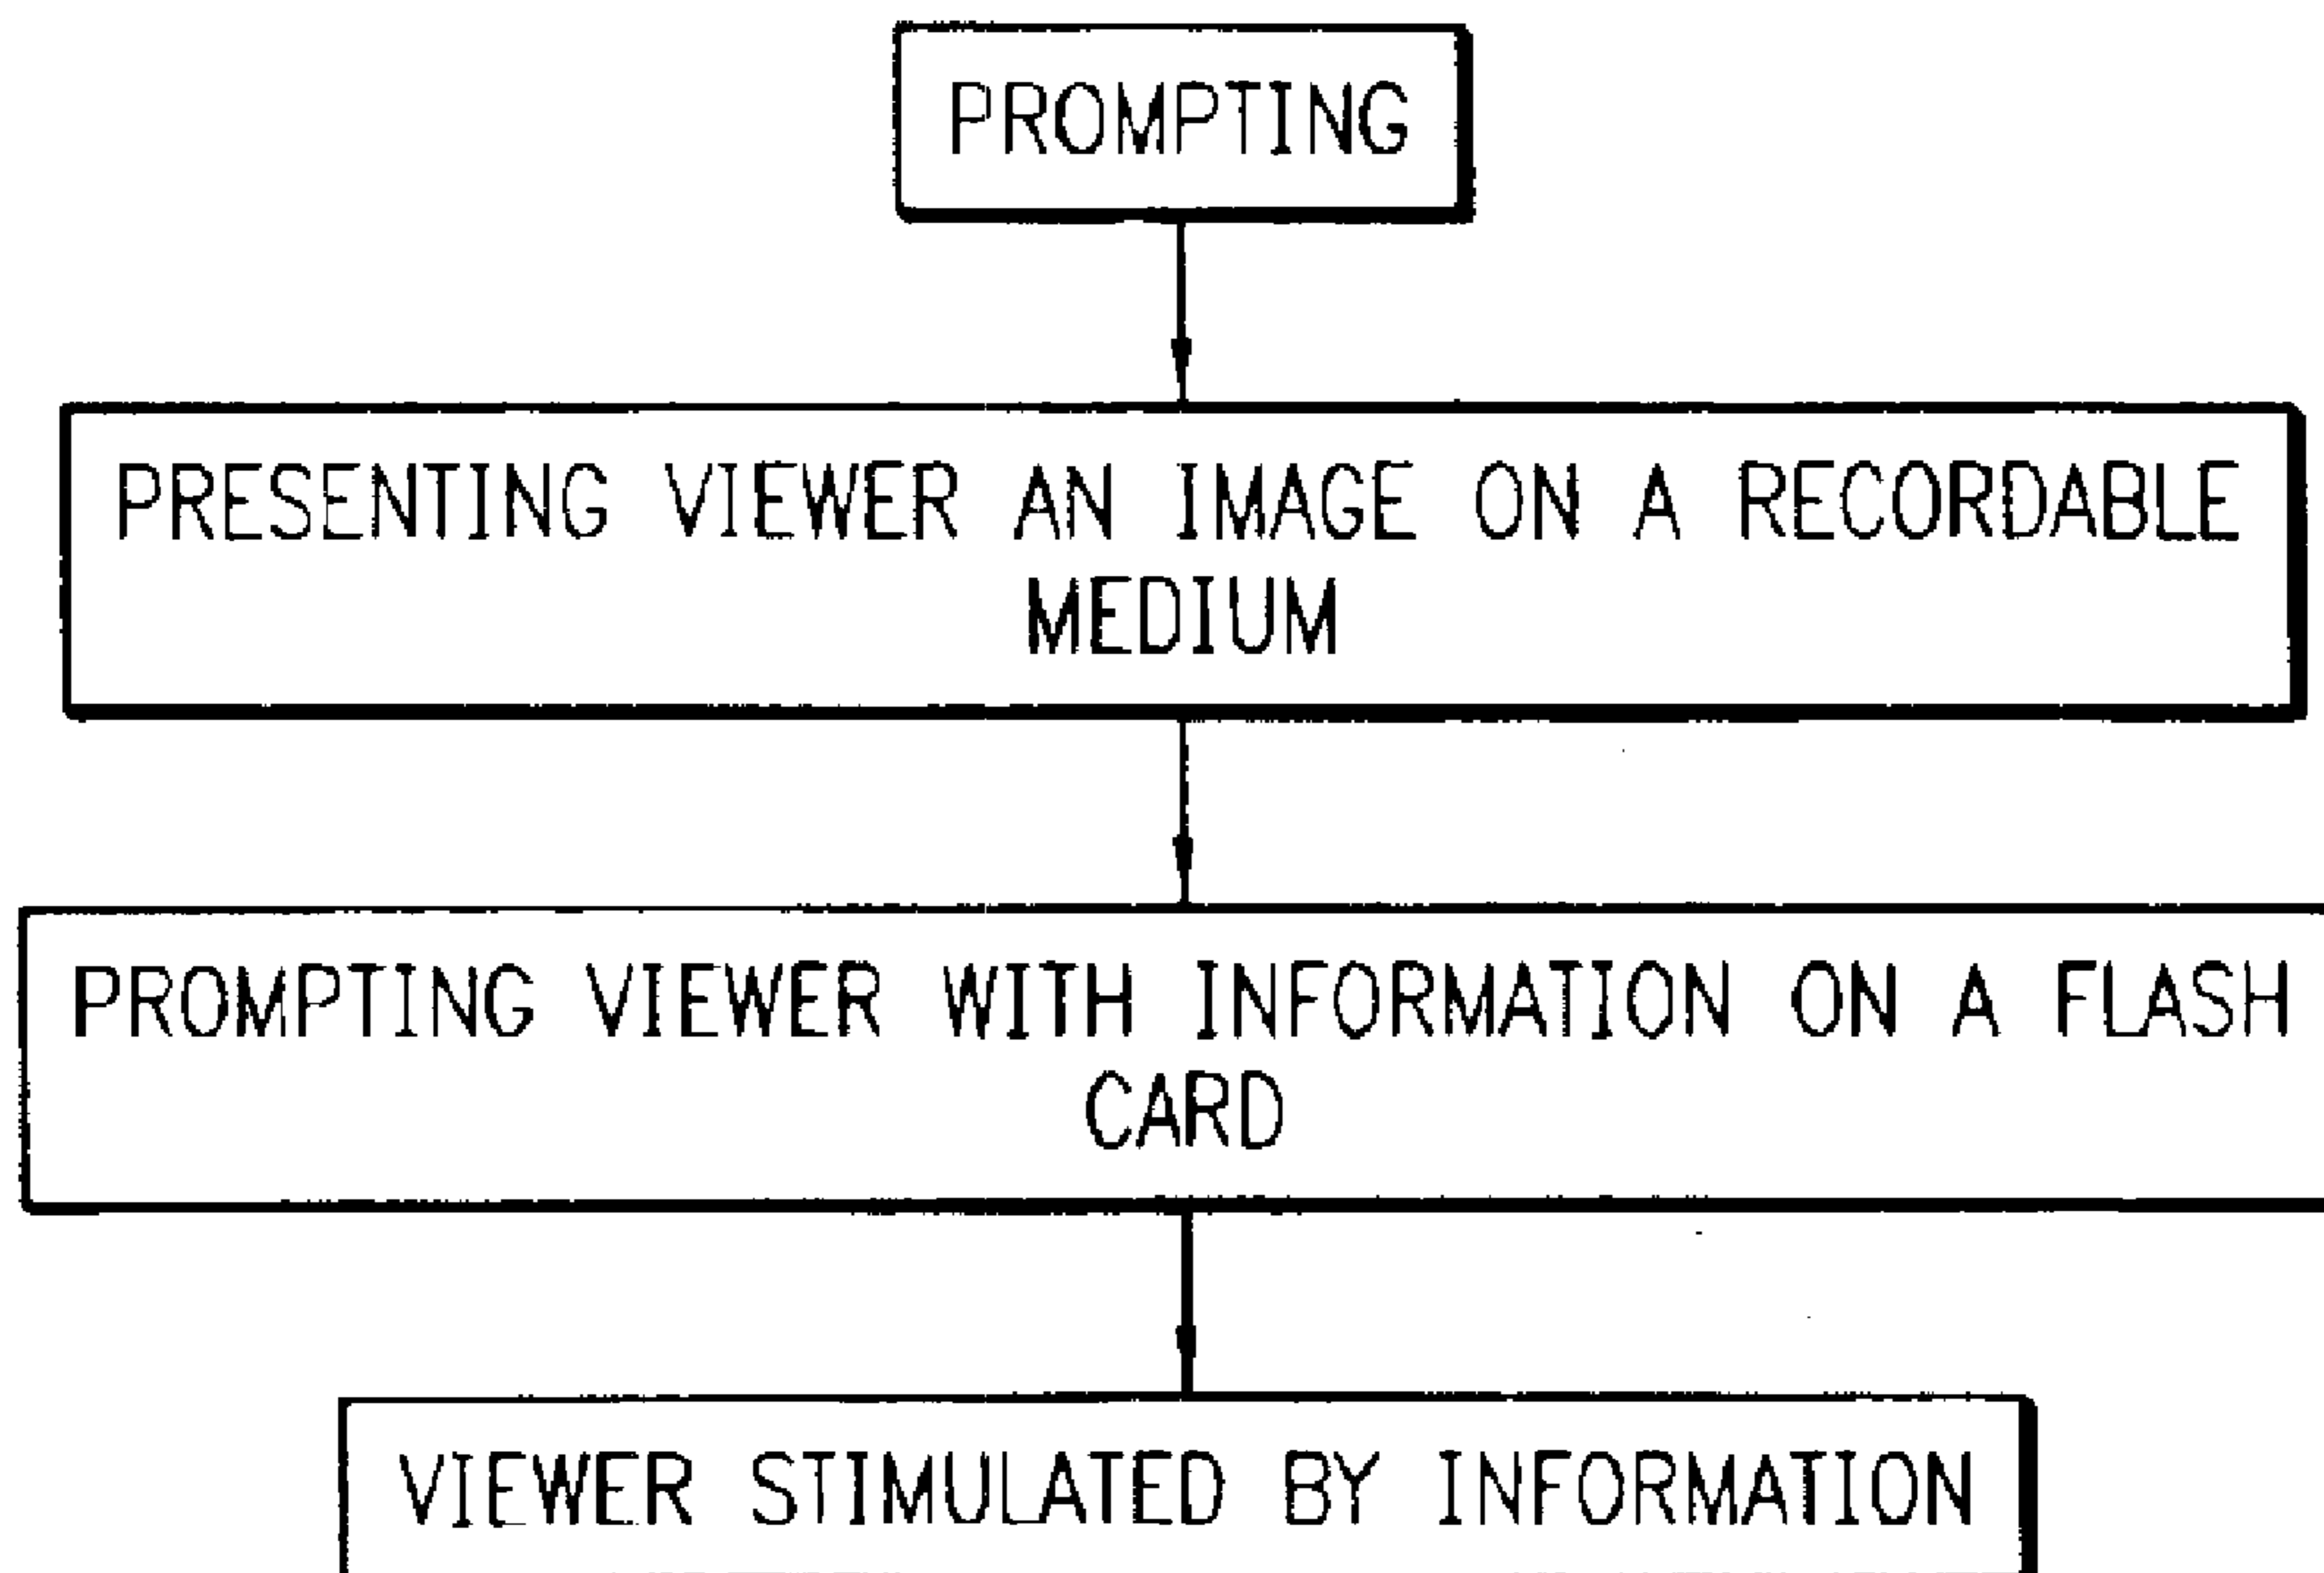 PROMPTING
PRESENTING VIEWER AN IMAGE ON A RECORDABLE
MEDIUM
PROMPTING VIEWER WITH INFORMATION ON A FLASH
CARD
VIEWER STIMULATED BY INFORMATION